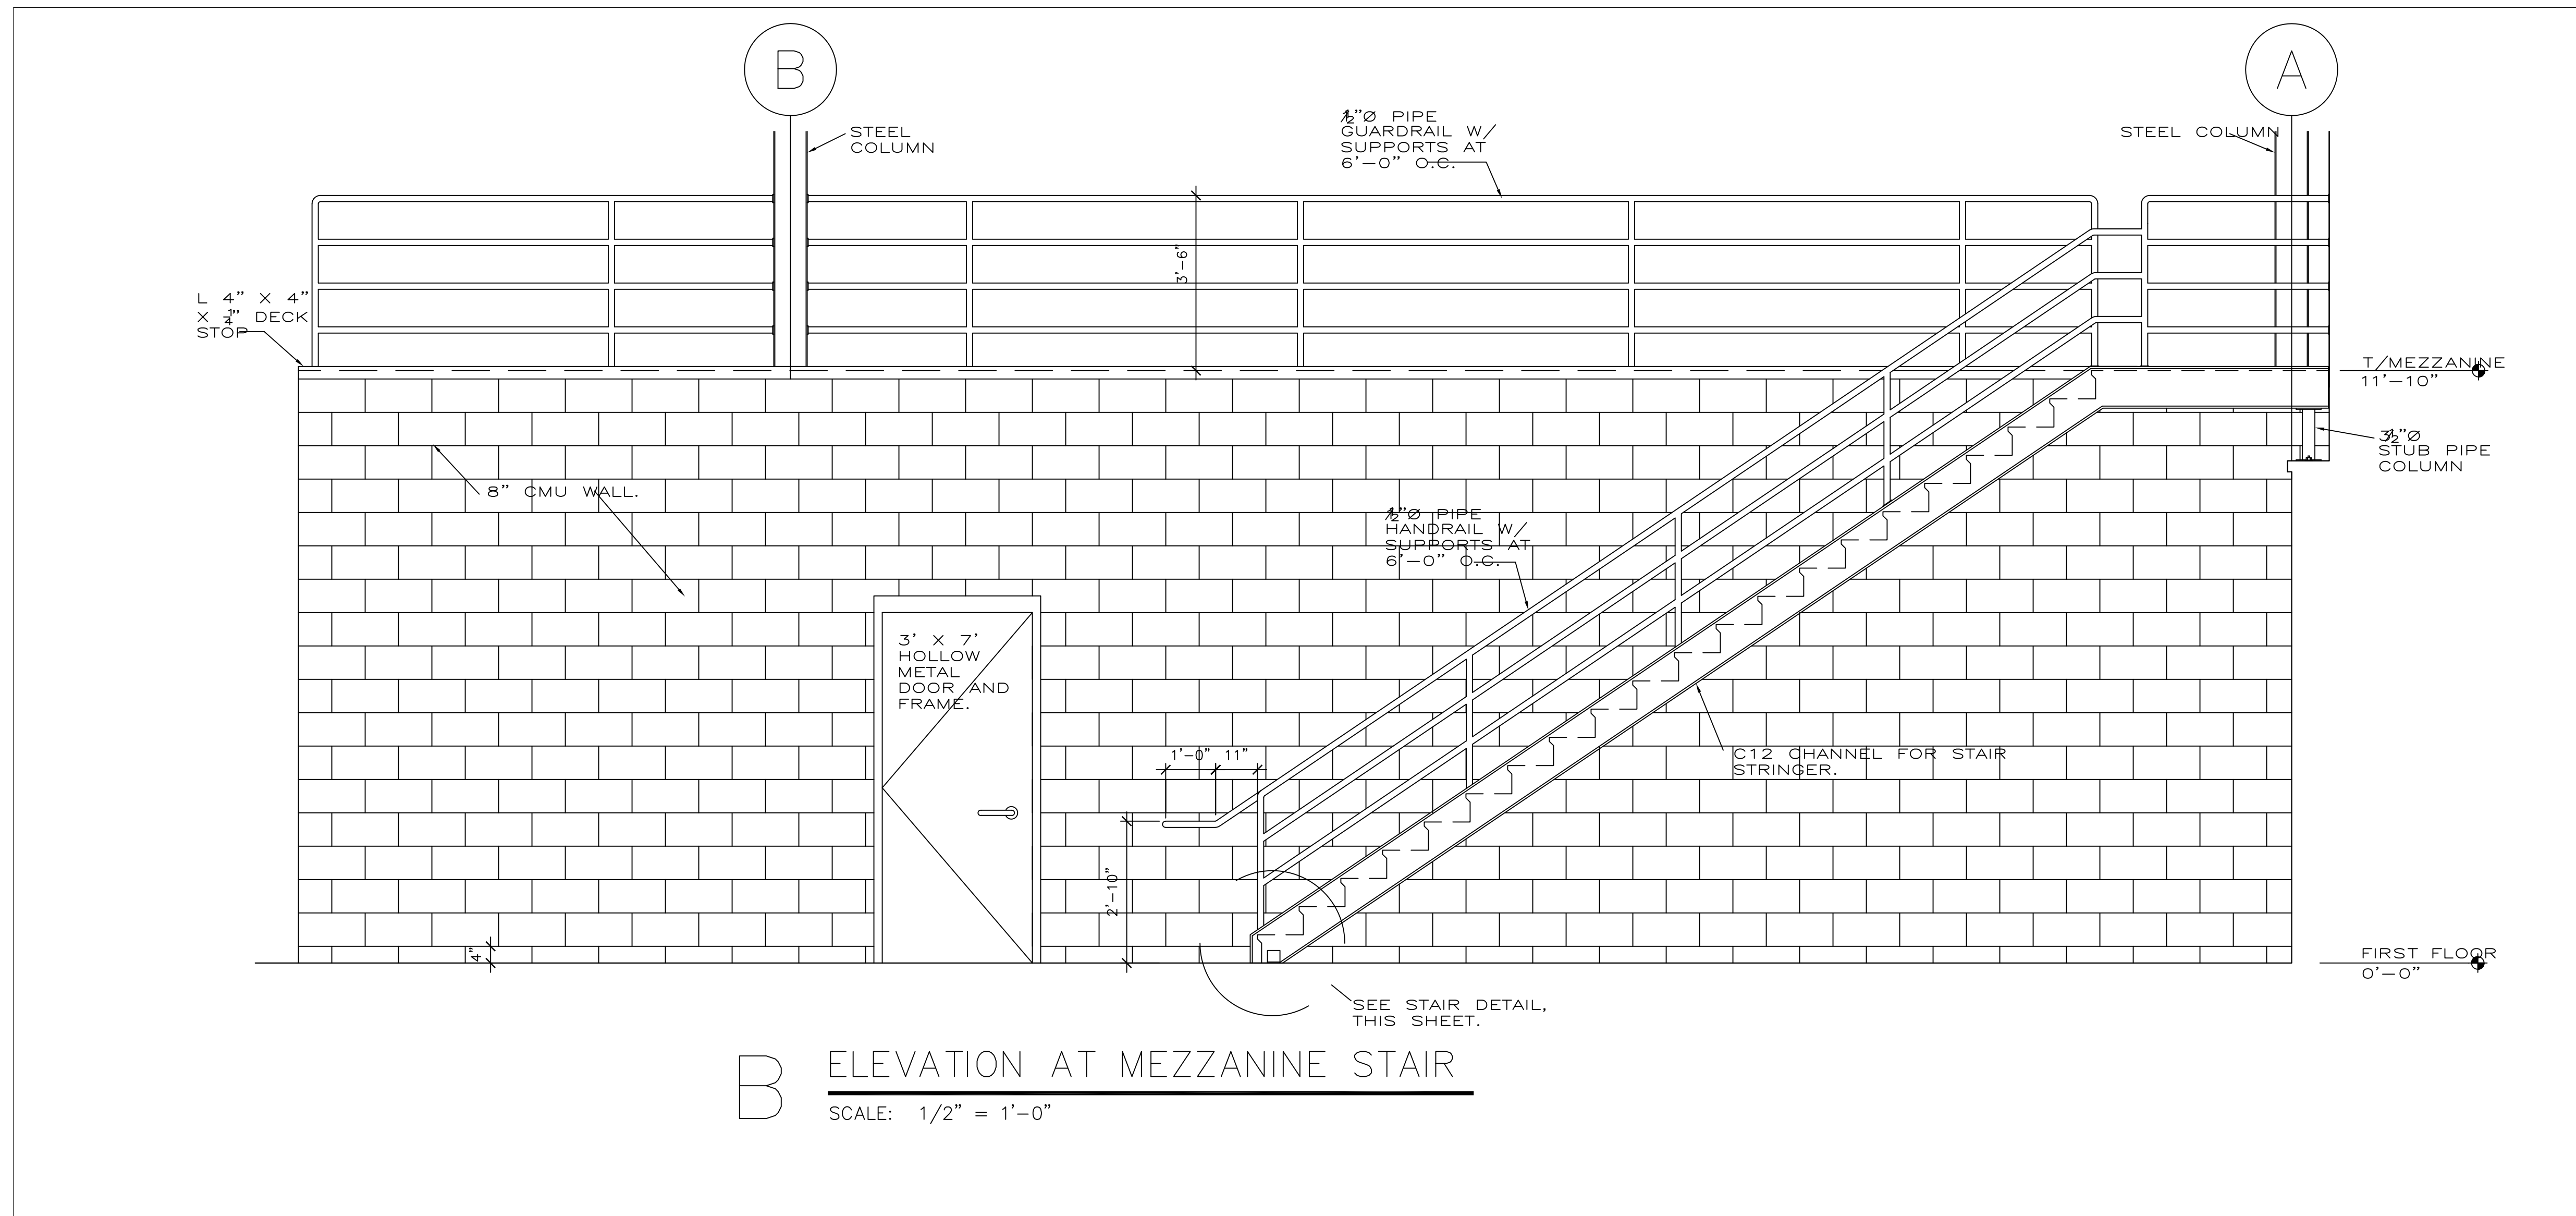 B
A
STEEL
COLUMN
1½"Ø PIPE
GUARDRAIL W/
SUPPORTS AT
6'-0" O.C.
STEEL COLUMN
3'-6"
L 4" X 4"
X ¼" DECK
STOP
T/MEZZANINE
11'-10"
3½"Ø
STUB PIPE
COLUMN
8" CMU WALL.
1½"Ø PIPE
HANDRAIL W/
SUPPORTS AT
6'-0" O.C.
3' X 7'
HOLLOW
METAL
DOOR AND
FRAME.
1'-0" 11"
C12 CHANNEL FOR STAIR
STRINGER.
2'-10"
4"
FIRST FLOOR
0'-0"
SEE STAIR DETAIL,
THIS SHEET.
B ELEVATION AT MEZZANINE STAIR
SCALE: 1/2" = 1'-0"